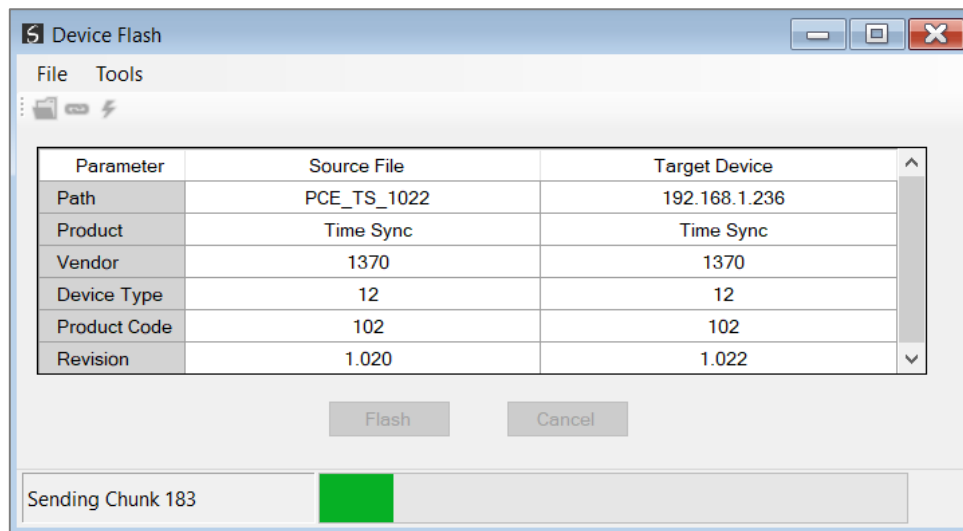 Device Flash
File Tools
Parameter Source File Target Device
Path PCE_TS_1022 192.168.1.236
Product Time Sync Time Sync
Vendor 1370 1370
Device Type 12 12
Product Code 102 102
Revision 1.020 1.022
Flash Cancel
Sending Chunk 183